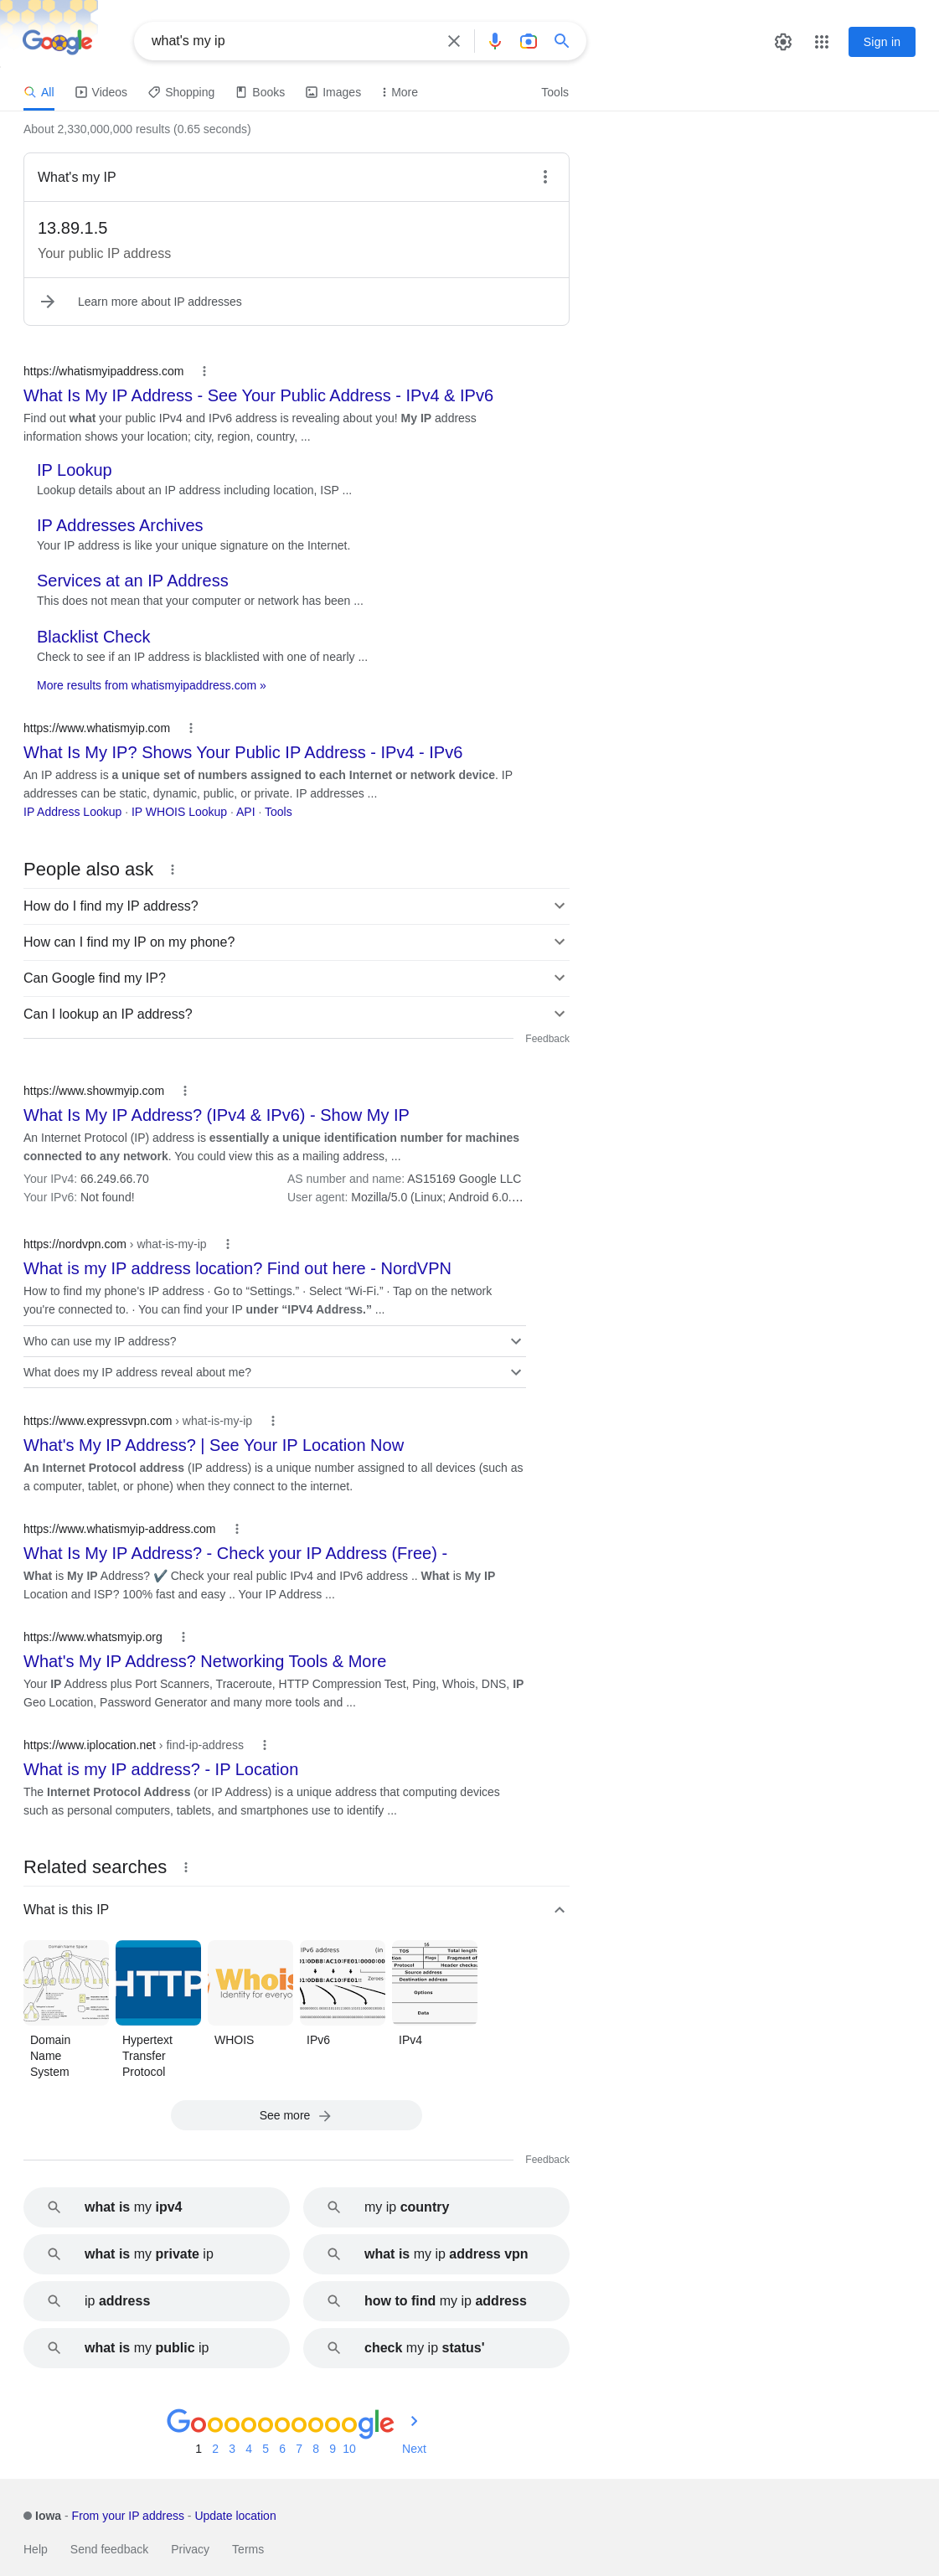 Google
what's my ip
Sign in
All
Videos
Shopping
Books
Images
More
Tools
About 2,330,000,000 results (0.65 seconds)
What's my IP
13.89.1.5
Your public IP address
Learn more about IP addresses
https://whatismyipaddress.com
What Is My IP Address - See Your Public Address - IPv4 & IPv6
Find out what your public IPv4 and IPv6 address is revealing about you! My IP address
information shows your location; city, region, country, ...
IP Lookup
Lookup details about an IP address including location, ISP ...
IP Addresses Archives
Your IP address is like your unique signature on the Internet.
Services at an IP Address
This does not mean that your computer or network has been ...
Blacklist Check
Check to see if an IP address is blacklisted with one of nearly ...
More results from whatismyipaddress.com »
https://www.whatismyip.com
What Is My IP? Shows Your Public IP Address - IPv4 - IPv6
An IP address is a unique set of numbers assigned to each Internet or network device. IP
addresses can be static, dynamic, public, or private. IP addresses ...
IP Address Lookup · IP WHOIS Lookup · API · Tools
People also ask
How do I find my IP address?
How can I find my IP on my phone?
Can Google find my IP?
Can I lookup an IP address?
Feedback
https://www.showmyip.com
What Is My IP Address? (IPv4 & IPv6) - Show My IP
An Internet Protocol (IP) address is essentially a unique identification number for machines
connected to any network. You could view this as a mailing address, ...
Your IPv4: 66.249.66.70
AS number and name: AS15169 Google LLC
Your IPv6: Not found!
User agent: Mozilla/5.0 (Linux; Android 6.0....
https://nordvpn.com › what-is-my-ip
What is my IP address location? Find out here - NordVPN
How to find my phone's IP address · Go to “Settings.” · Select “Wi-Fi.” · Tap on the network
you're connected to. · You can find your IP under “IPV4 Address.” ...
Who can use my IP address?
What does my IP address reveal about me?
https://www.expressvpn.com › what-is-my-ip
What's My IP Address? | See Your IP Location Now
An Internet Protocol address (IP address) is a unique number assigned to all devices (such as
a computer, tablet, or phone) when they connect to the internet.
https://www.whatismyip-address.com
What Is My IP Address? - Check your IP Address (Free) -
What is My IP Address? ✔️ Check your real public IPv4 and IPv6 address .. What is My IP
Location and ISP? 100% fast and easy .. Your IP Address ...
https://www.whatsmyip.org
What's My IP Address? Networking Tools & More
Your IP Address plus Port Scanners, Traceroute, HTTP Compression Test, Ping, Whois, DNS, IP
Geo Location, Password Generator and many more tools and ...
https://www.iplocation.net › find-ip-address
What is my IP address? - IP Location
The Internet Protocol Address (or IP Address) is a unique address that computing devices
such as personal computers, tablets, and smartphones use to identify ...
Related searches
What is this IP
Domain Name Space
HTTP
Whois
Identity for everyo
IPv6 address (in
Zeroes
16
TOS
Total length
Flags
Fragment of
Protocol
Header checks
Source address
Destination address
Options
Data
Domain
Name
System
Hypertext
Transfer
Protocol
WHOIS
IPv6
IPv4
See more
Feedback
what is my ipv4
my ip country
what is my private ip
what is my ip address vpn
ip address
how to find my ip address
what is my public ip
check my ip status'
Goooooooooogle
1 2 3 4 5 6 7 8 9 10 Next
Iowa - From your IP address - Update location
Help
Send feedback
Privacy
Terms